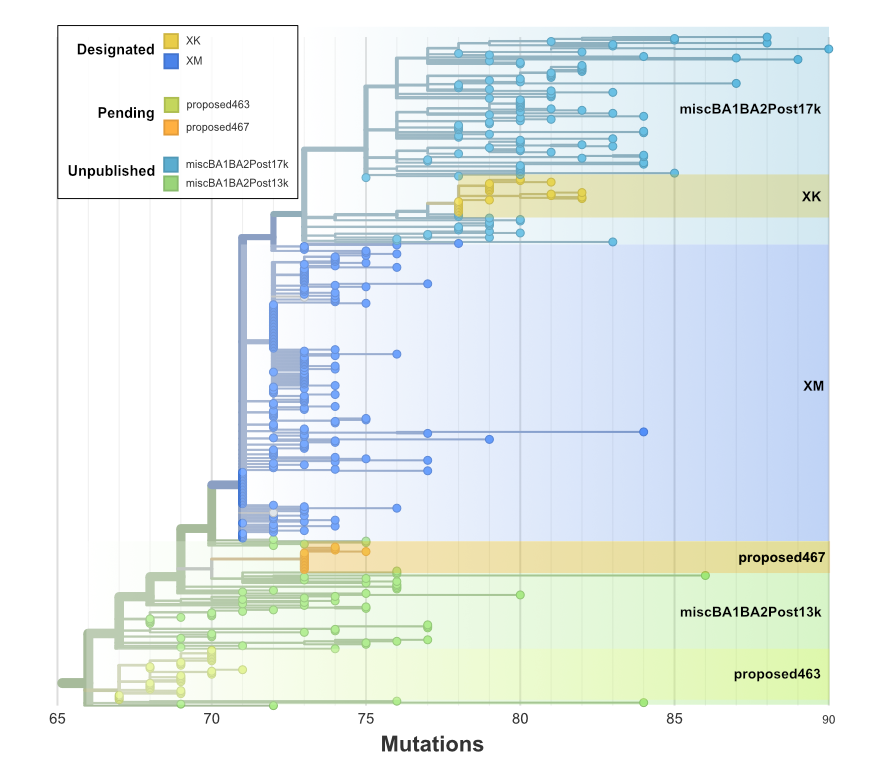 Designated
XK
XM
Pending
proposed463
proposed467
Unpublished
miscBA1BA2Post17k
miscBA1BA2Post13k
miscBA1BA2Post17k
XK
XM
proposed467
miscBA1BA2Post13k
proposed463
65 70 75 80 85 90
Mutations